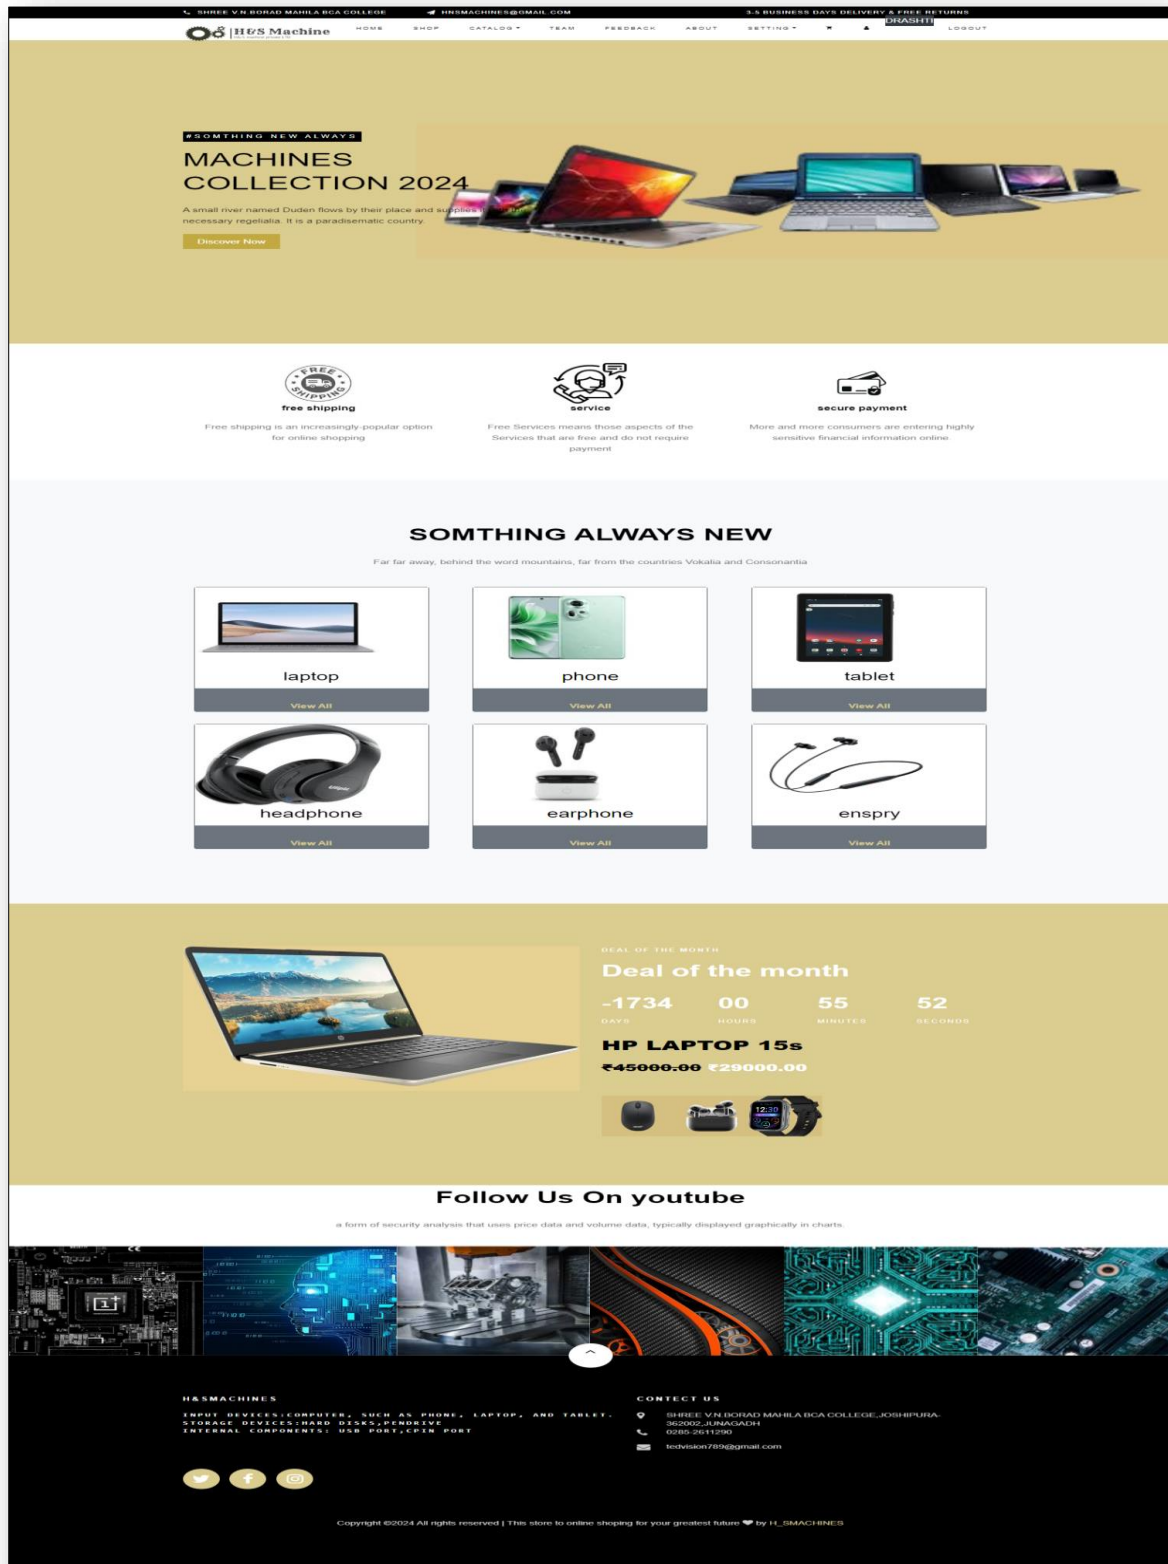 SHREE V.N.BORAD MAHILA BCA COLLEGE HNSMACHINES@GMAIL.COM 3-5 BUSINESS DAYS DELIVERY & FREE RETURNS
H&S Machine HOME SHOP CATALOG TEAM FEEDBACK ABOUT SETTING DRASHTI LOGOUT
#SOMTHING NEW ALWAYS
MACHINES
COLLECTION 2024
A small river named Duden flows by their place and supplies
necessary regelialia. It is a paradisematic country.
Discover Now
FREE SHIPPING
free shipping
Free shipping is an increasingly-popular option
for online shopping
service
Free Services means those aspects of the
Services that are free and do not require
payment
secure payment
More and more consumers are entering highly
sensitive financial information online
SOMTHING ALWAYS NEW
Far far away, behind the word mountains, far from the countries Vokalia and Consonantia
laptop phone tablet
View All View All View All
headphone earphone enspry
View All View All View All
DEAL OF THE MONTH
Deal of the month
-1734 00 55 52
DAYS HOURS MINUTES SECONDS
HP LAPTOP 15s
₹45000.00 ₹29000.00
12:30
Follow Us On youtube
a form of security analysis that uses price data and volume data, typically displayed graphically in charts.
H&SMACHINES
INPUT DEVICES:COMPUTER, SUCH AS PHONE, LAPTOP, AND TABLET.
STORAGE DEVICES:HARD DISKS,PENDRIVE
INTERNAL COMPONENTS: USB PORT,CPIN PORT
CONTECT US
SHREE V.N.BORAD MAHILA BCA COLLEGE,JOSHIPURA-
362002,JUNAGADH
0285-2611290
tedvision789@gmail.com
Copyright ©2024 All rights reserved | This store to online shoping for your greatest future ❤ by H_SMACHINES